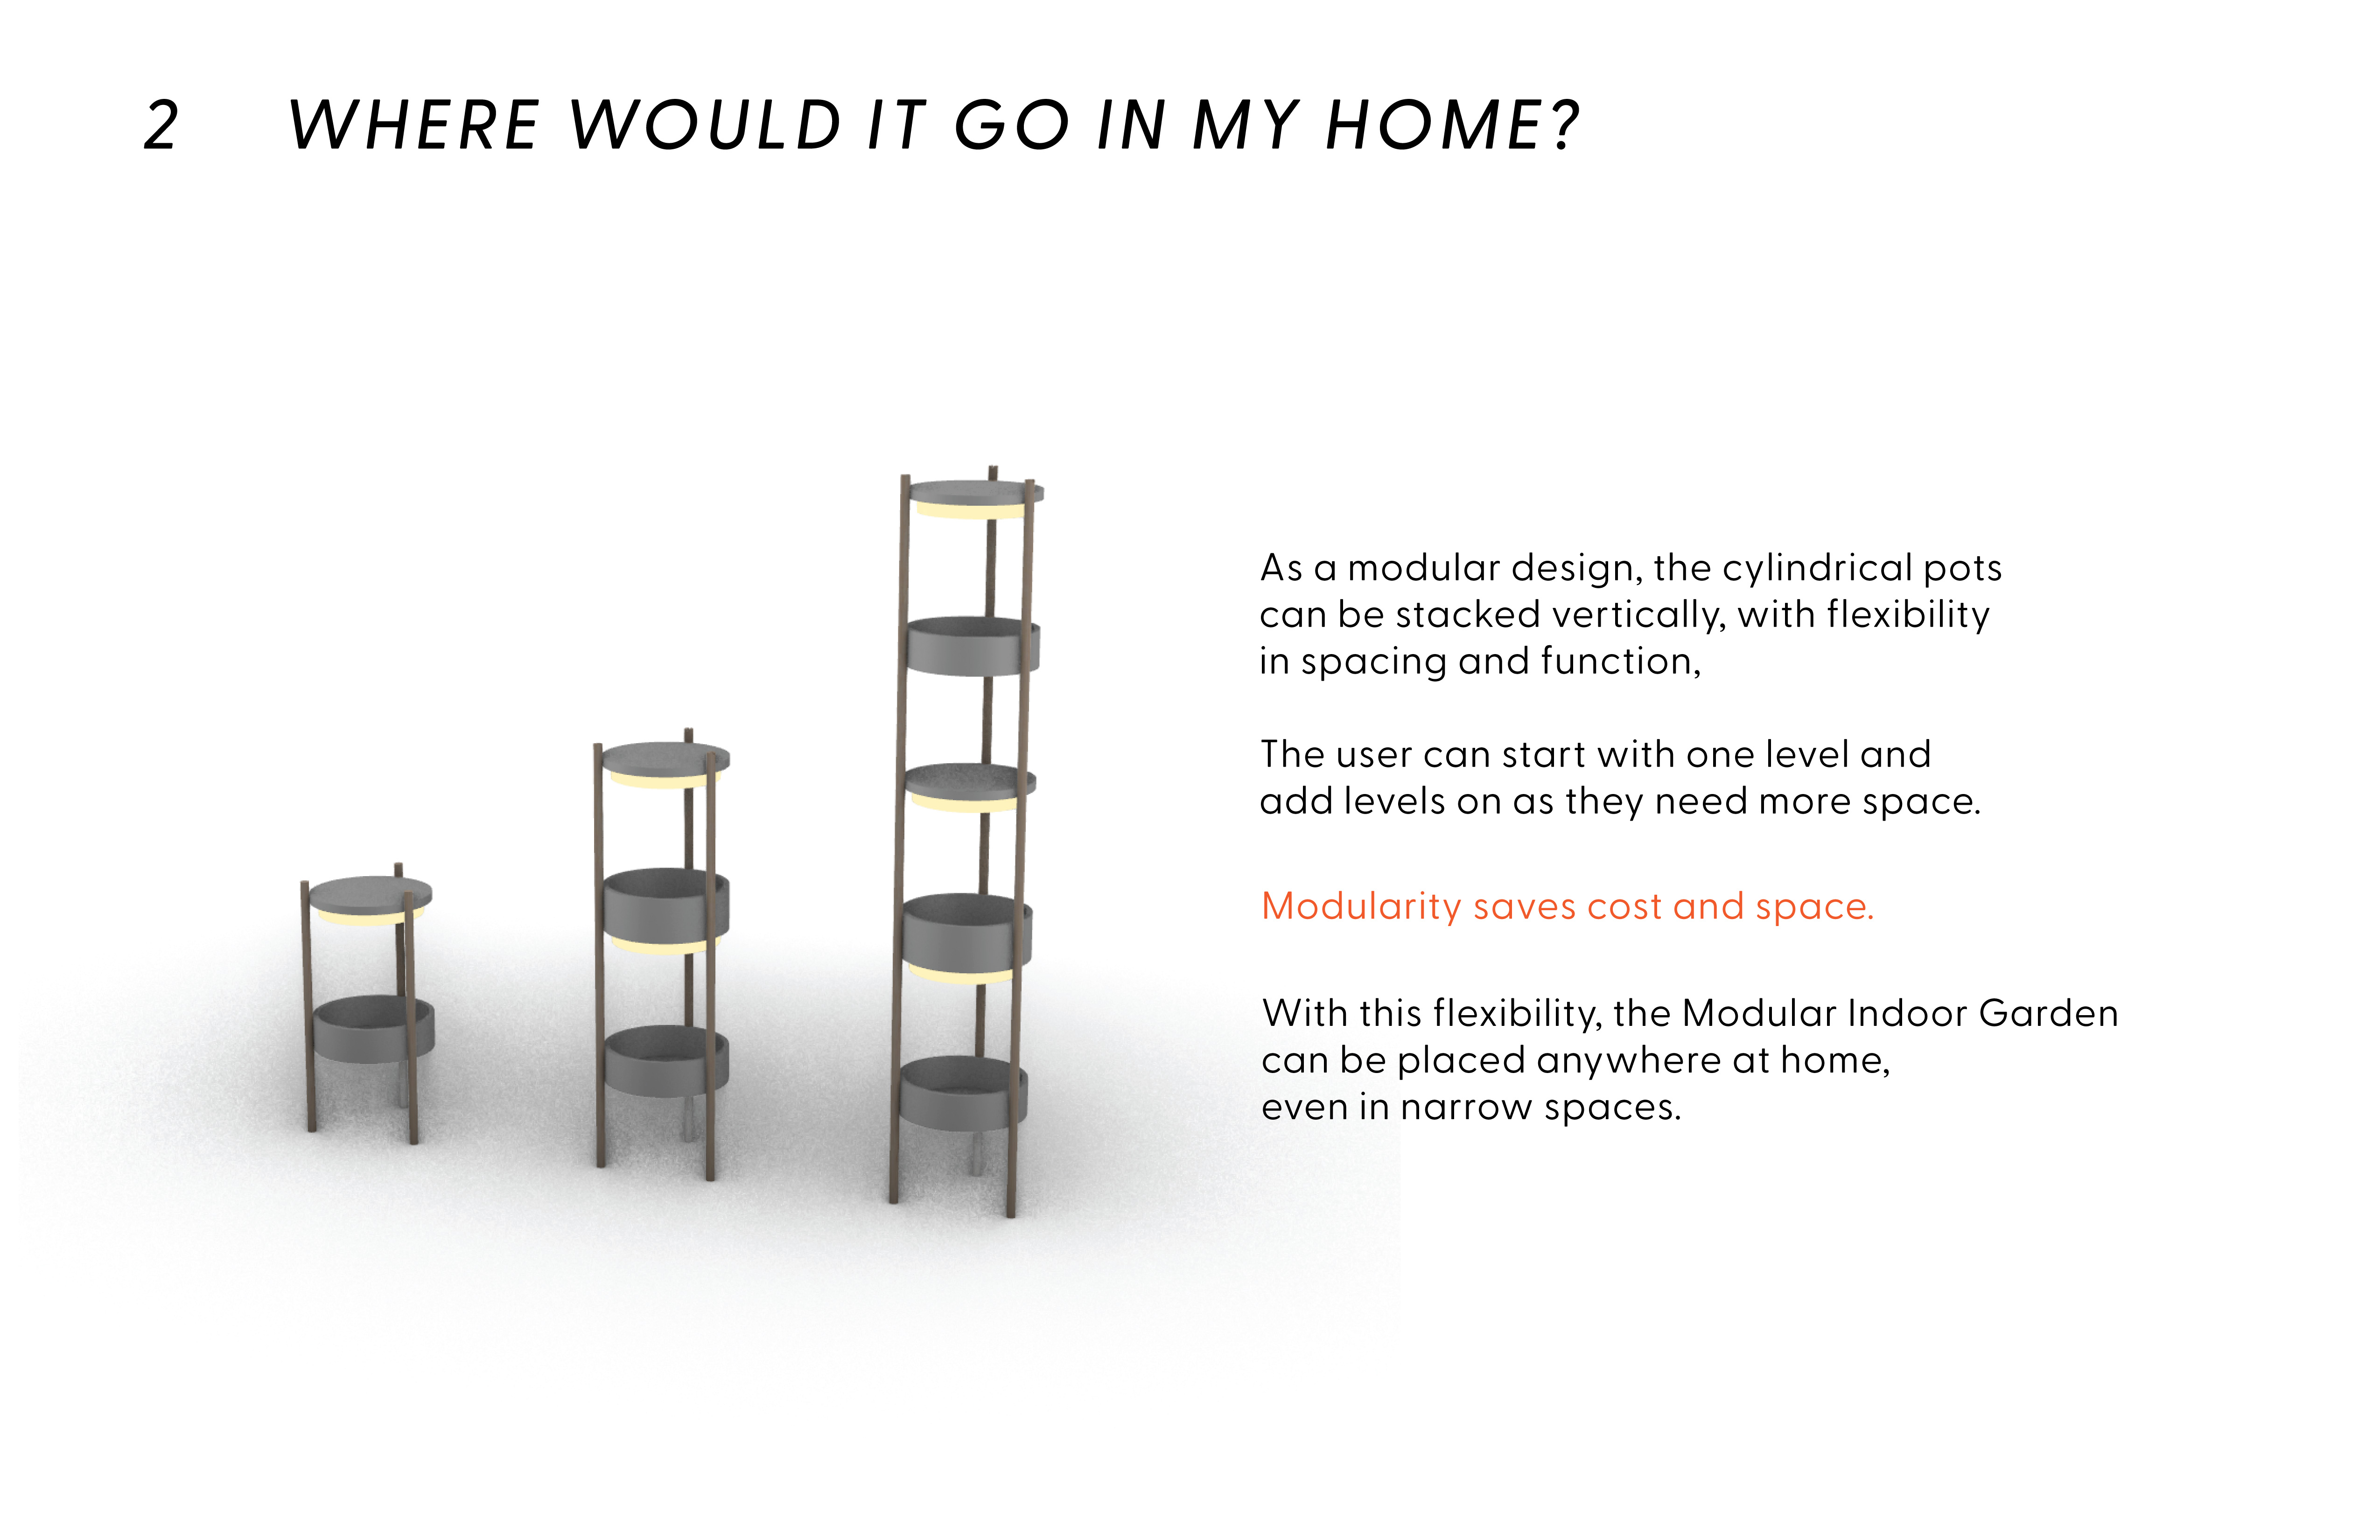 2 WHERE WOULD IT GO IN MY HOME?
As a modular design, the cylindrical pots
can be stacked vertically, with flexibility
in spacing and function,
The user can start with one level and
add levels on as they need more space.
Modularity saves cost and space.
With this flexibility, the Modular Indoor Garden
can be placed anywhere at home,
even in narrow spaces.